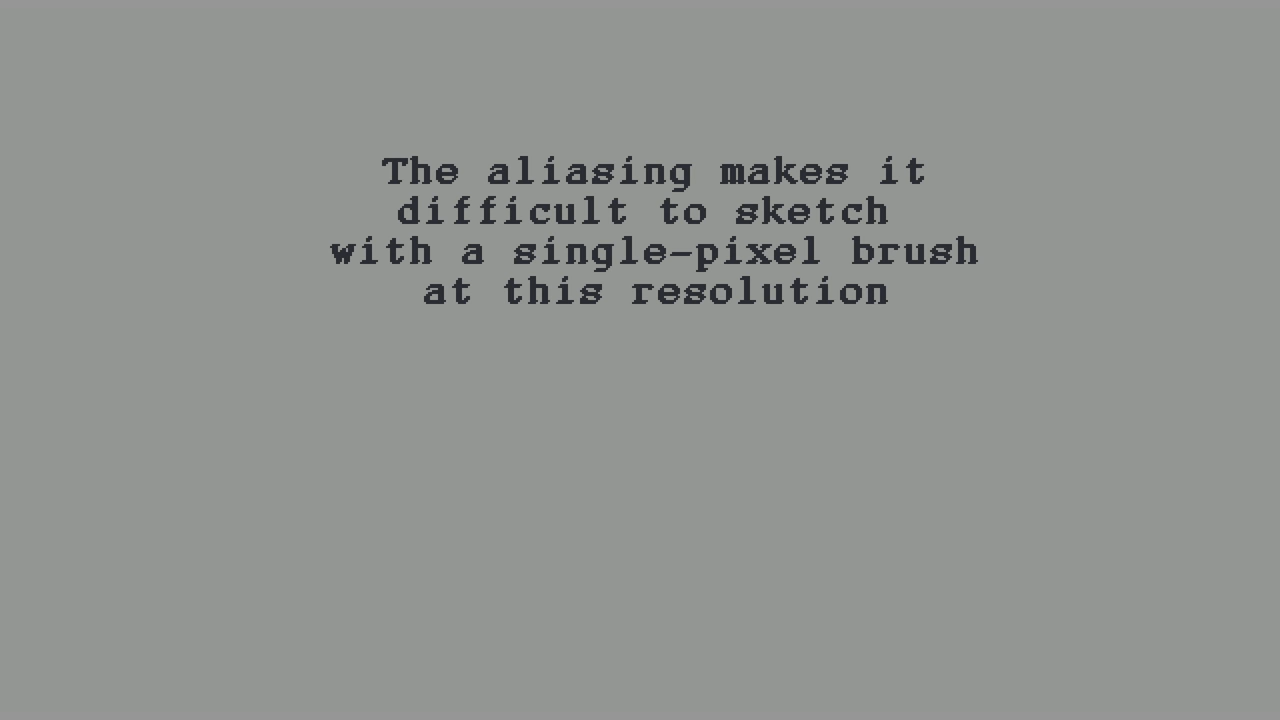 The aliasing makes it
difficult to sketch
with a single-pixel brush
at this resolution